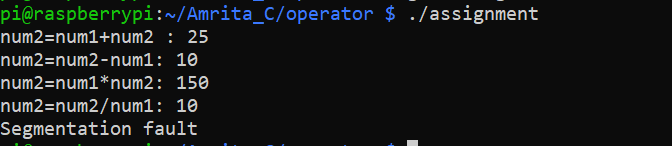 pi@raspberrypi:~/Amrita_C/operator $ ./assignment
num2=num1+num2 : 25
num2=num2-num1: 10
num2=num1*num2: 150
num2=num2/num1: 10
Segmentation fault